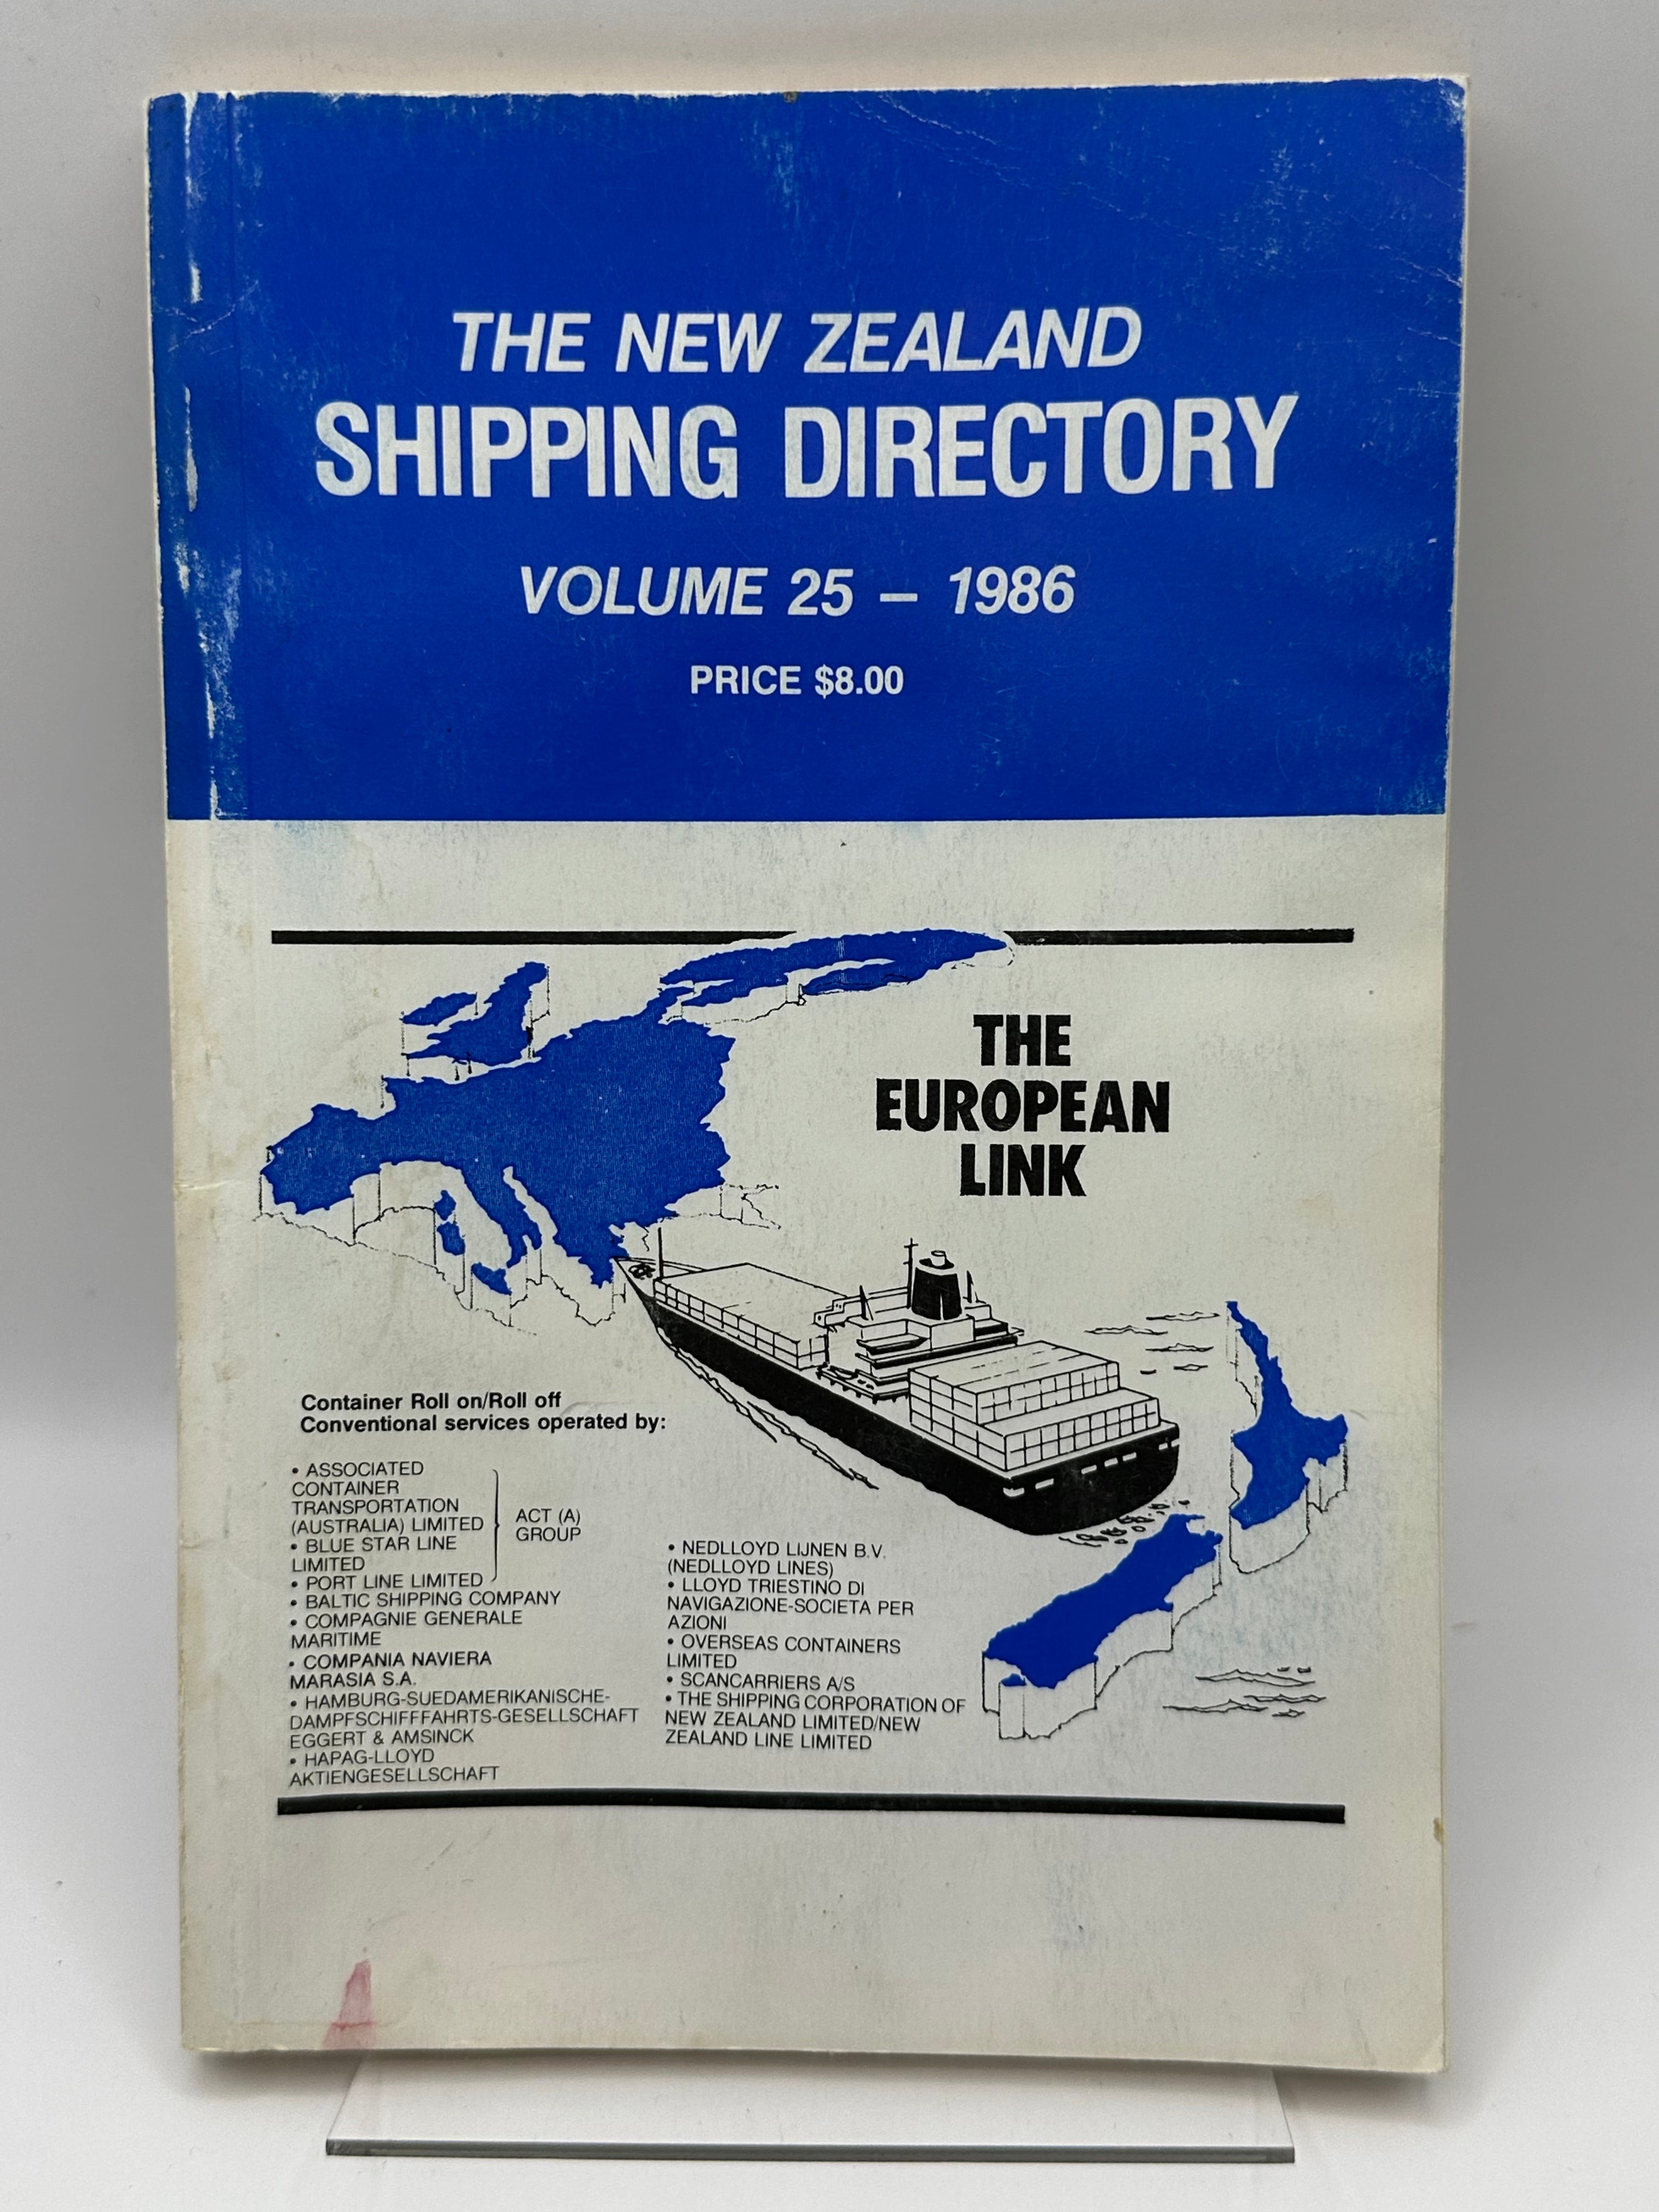 THE NEW ZEALAND
SHIPPING DIRECTORY
VOLUME 25 – 1986
PRICE $8.00
THE
EUROPEAN
LINK
Container Roll on/Roll off
Conventional services operated by:
• ASSOCIATED
CONTAINER
TRANSPORTATION
(AUSTRALIA) LIMITED
• BLUE STAR LINE
LIMITED
• PORT LINE LIMITED
ACT (A)
GROUP
• BALTIC SHIPPING COMPANY
• COMPAGNIE GENERALE
MARITIME
• COMPANIA NAVIERA
MARASIA S.A.
• HAMBURG-SUEDAMERIKANISCHE-
DAMPFSCHIFFFAHRTS-GESELLSCHAFT
EGGERT & AMSINCK
• HAPAG-LLOYD
AKTIENGESELLSCHAFT
• NEDLLOYD LIJNEN B.V.
(NEDLLOYD LINES)
• LLOYD TRIESTINO DI
NAVIGAZIONE-SOCIETA PER
AZIONI
• OVERSEAS CONTAINERS
LIMITED
• SCANCARRIERS A/S
• THE SHIPPING CORPORATION OF
NEW ZEALAND LIMITED/NEW
ZEALAND LINE LIMITED